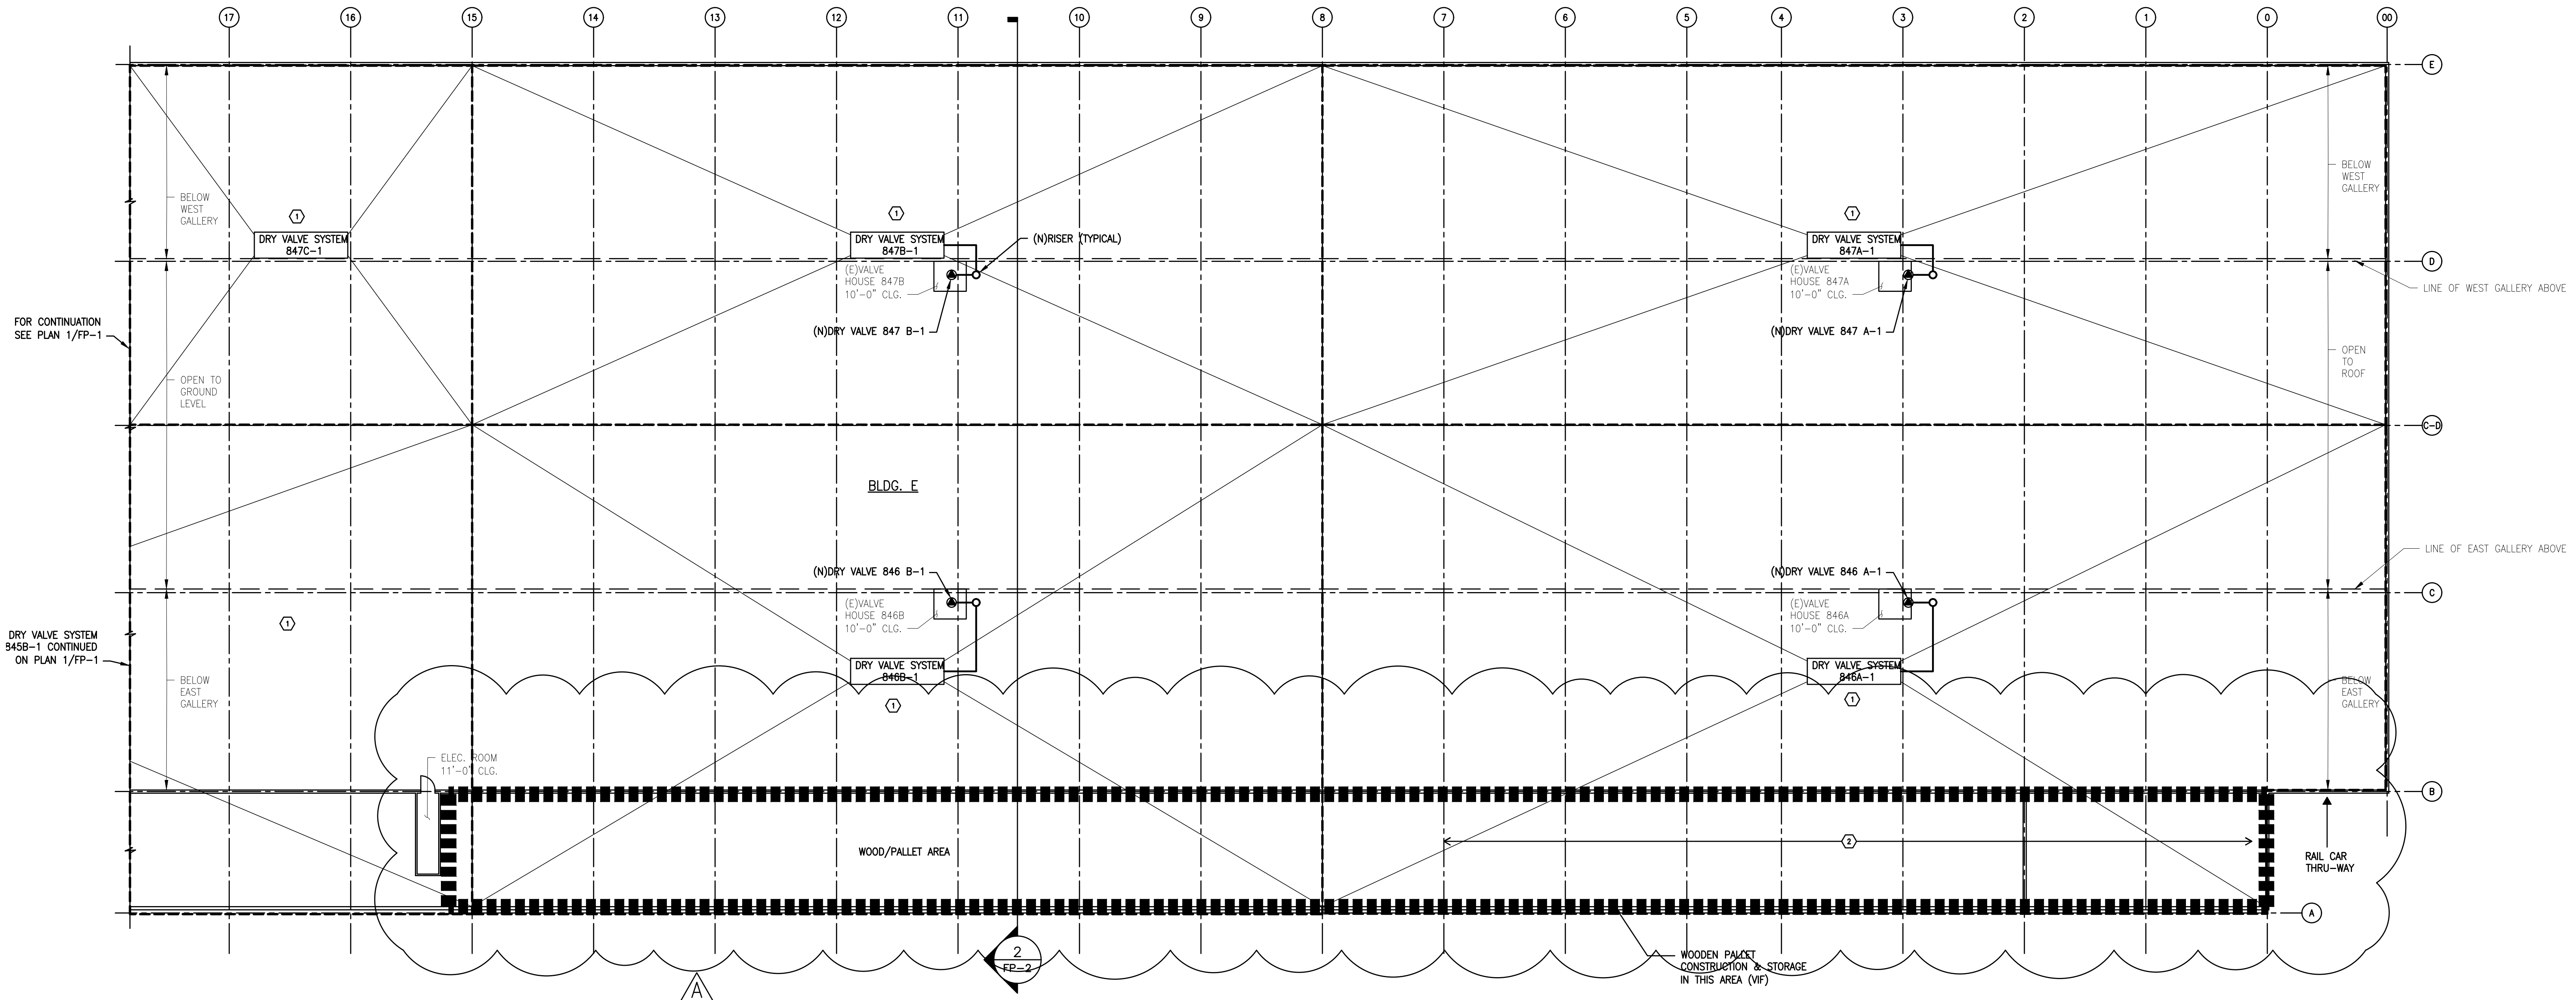 17
16
15
14
13
12
11
10
9
8
7
6
5
4
3
2
1
0
00
E
BELOW
WEST
GALLERY
1
DRY VALVE SYSTEM
847C-1
1
DRY VALVE SYSTEM
847B-1
(N)RISER (TYPICAL)
(E)VALVE
HOUSE 847B
10'-0" CLG.
(N)DRY VALVE 847 B-1
1
DRY VALVE SYSTEM
847A-1
(E)VALVE
HOUSE 847A
10'-0" CLG.
(N)DRY VALVE 847 A-1
BELOW
WEST
GALLERY
D
LINE OF WEST GALLERY ABOVE
FOR CONTINUATION
SEE PLAN 1/FP-1
OPEN TO
GROUND
LEVEL
OPEN
TO
ROOF
C-D
BLDG. E
LINE OF EAST GALLERY ABOVE
(N)DRY VALVE 846 B-1
(E)VALVE
HOUSE 846B
10'-0" CLG.
(N)DRY VALVE 846 A-1
(E)VALVE
HOUSE 846A
10'-0" CLG.
C
1
DRY VALVE SYSTEM
845B-1 CONTINUED
ON PLAN 1/FP-1
BELOW
EAST
GALLERY
DRY VALVE SYSTEM
846B-1
1
DRY VALVE SYSTEM
846A-1
1
BELOW
EAST
GALLERY
ELEC. ROOM
11'-0" CLG.
B
WOOD/PALLET AREA
2
RAIL CAR
THRU-WAY
A
WOODEN PALLET
CONSTRUCTION & STORAGE
IN THIS AREA (VIF)
2
FP-2
A